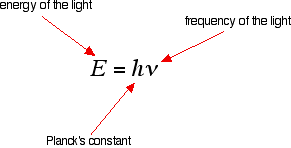 energy of the light
frequency of the light
E = hν
Planck's constant